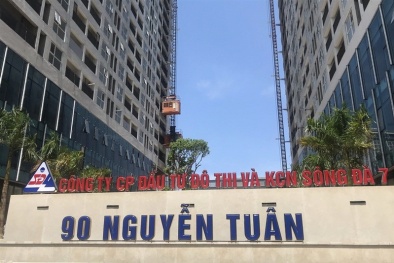 CÔNG TY CP ĐẦU TƯ ĐÔ THỊ VÀ KCN SÔNG ĐÀ 7
90 NGUYỄN TUÂN